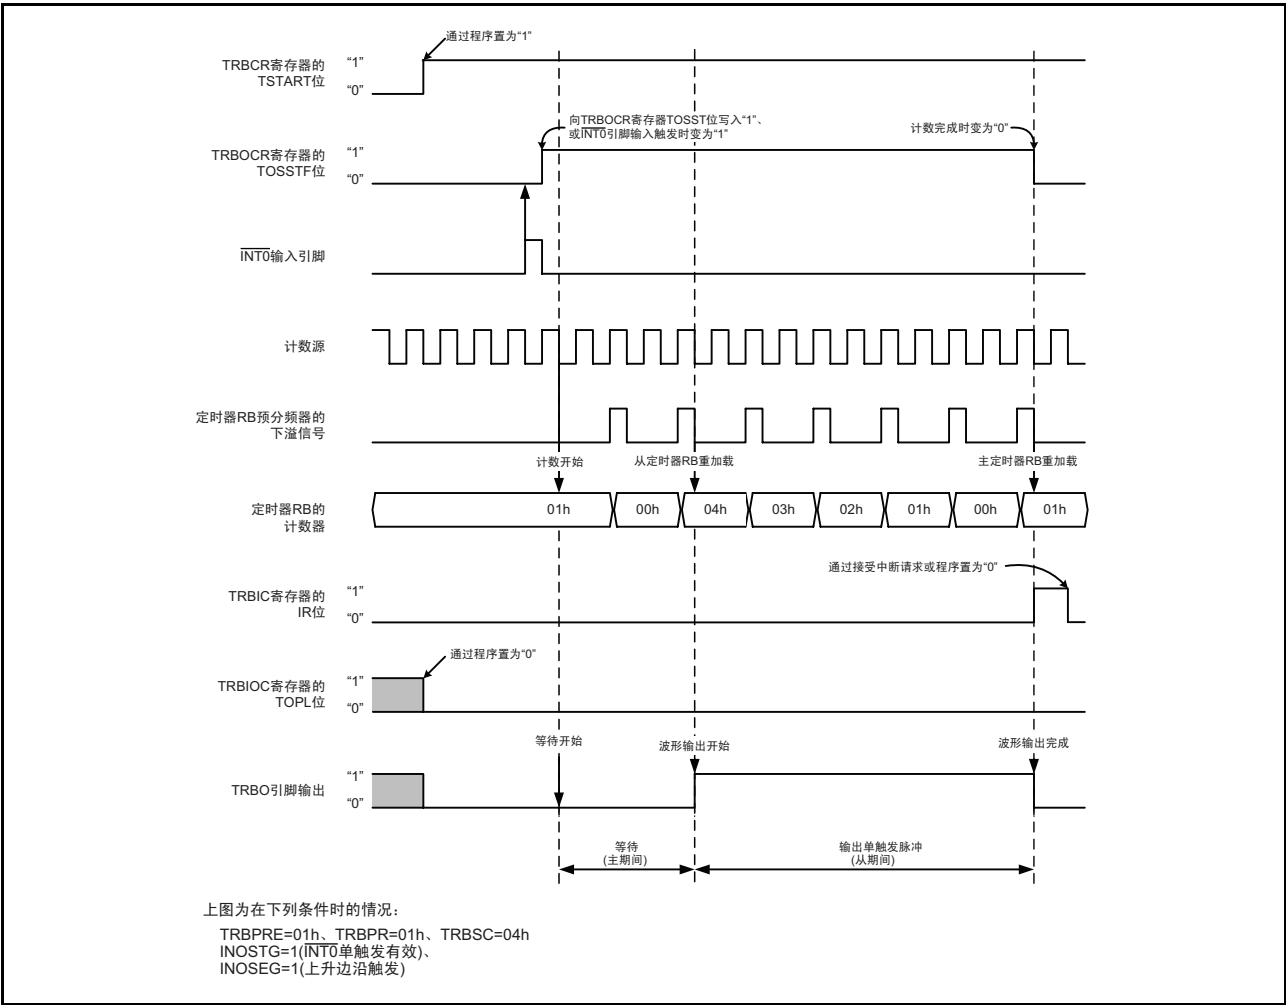 通过程序置为“1”
TRBCR寄存器的
TSTART位
“1”
“0”
向TRBOCR寄存器TOSST位写入“1”、
或INT0引脚输入触发时变为“1”
计数完成时变为“0”
TRBOCR寄存器的
TOSSTF位
“1”
“0”
INT0输入引脚
计数源
定时器RB预分频器的
下溢信号
计数开始
从定时器RB重加载
主定时器RB重加载
定时器RB的
计数器
01h 00h 04h 03h 02h 01h 00h 01h
通过接受中断请求或程序置为“0”
TRBIC寄存器的
IR位
“1”
“0”
通过程序置为“0”
TRBIOC寄存器的
TOPL位
“1”
“0”
等待开始
波形输出开始
波形输出完成
TRBO引脚输出
“1”
“0”
等待
(主期间)
输出单触发脉冲
(从期间)
上图为在下列条件时的情况：
TRBPRE=01h、TRBPR=01h、TRBSC=04h
INOSTG=1(INT0单触发有效)、
INOSEG=1(上升边沿触发)